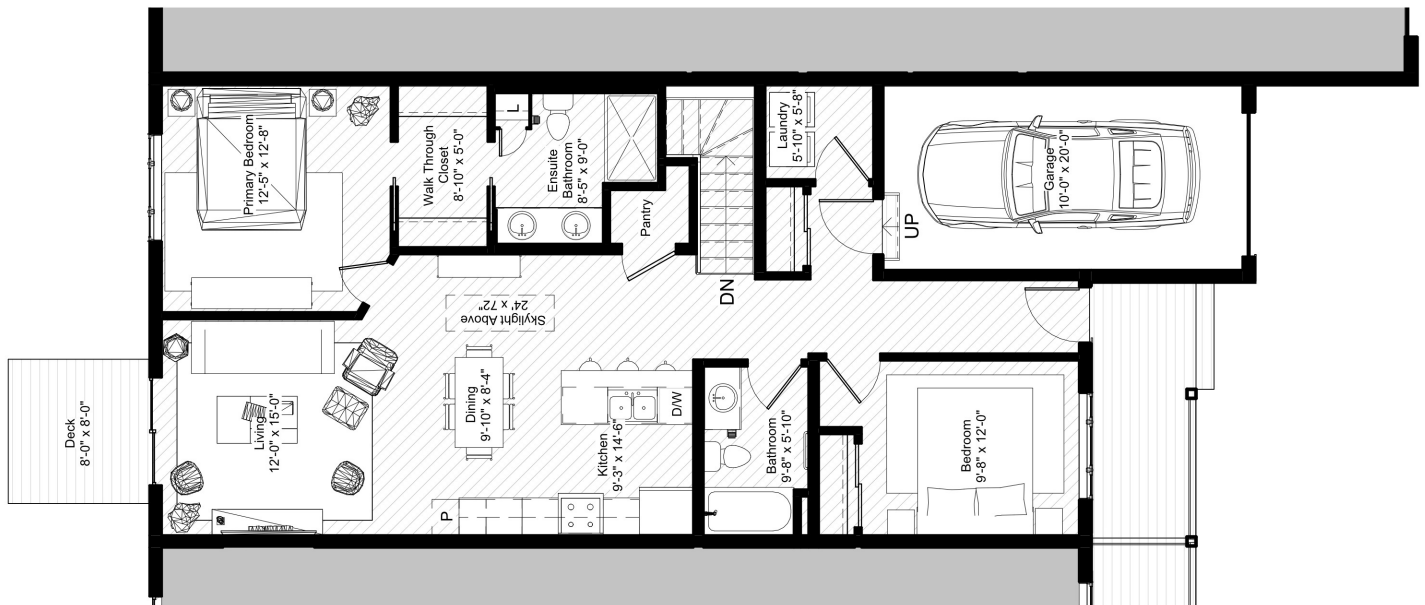 Primary Bedroom
12'-5" x 12'-8"
Walk Through
Closet
8'-10" x 5'-0"
L
Ensuite
Bathroom
8'-5" x 9'-0"
Pantry
DN
Laundry
5'-10" x 5'-8"
UP
Garage
10'-0" x 20'-0"
Skylight Above
24' x 72"
Deck
8'-0" x 8'-0"
Living
12'-0" x 15'-0"
Dining
9'-10" x 8'-4"
Kitchen
9'-3" x 14'-6"
D/W
P
Bathroom
9'-8" x 5'-10"
Bedroom
9'-8" x 12'-0"